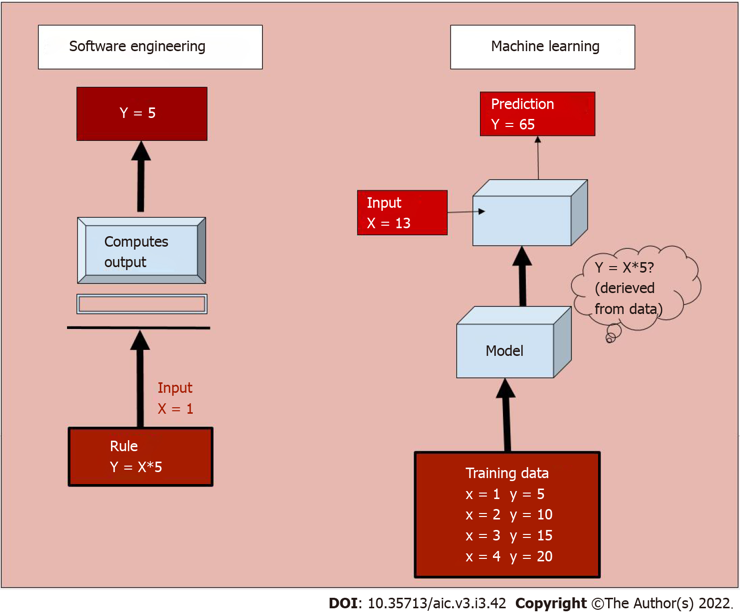 Software engineering
Y = 5
Computes
output
Input
X = 1
Rule
Y = X*5
Machine learning
Prediction
Y = 65
Input
X = 13
Y = X*5?
(derieved
from data)
Model
Training data
x = 1 y = 5
x = 2 y = 10
x = 3 y = 15
x = 4 y = 20
DOI: 10.35713/aic.v3.i3.42 Copyright ©The Author(s) 2022.